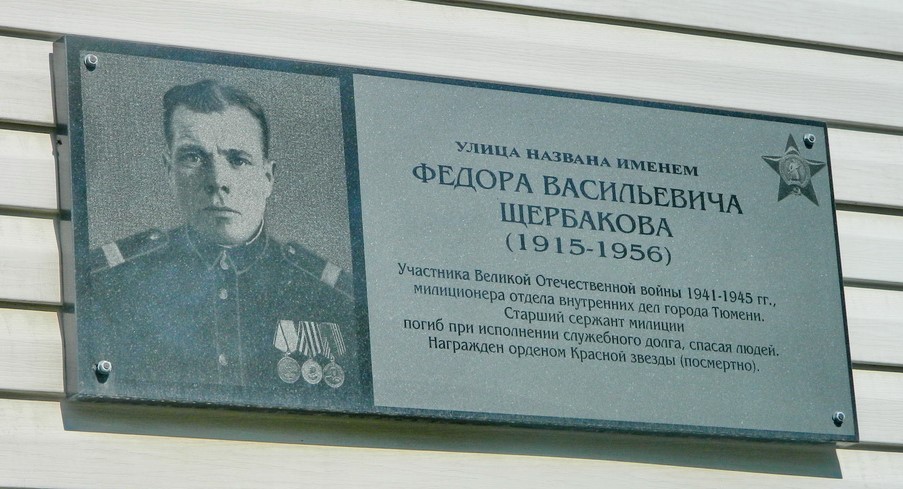 УЛИЦА НАЗВАНА ИМЕНЕМ
ФЕДОРА ВАСИЛЬЕВИЧА
ЩЕРБАКОВА
(1915-1956)
Участника Великой Отечественной войны 1941-1945 гг.,
милиционера отдела внутренних дел города Тюмени.
Старший сержант милиции
погиб при исполнении служебного долга, спасая людей.
Награжден орденом Красной звезды (посмертно).